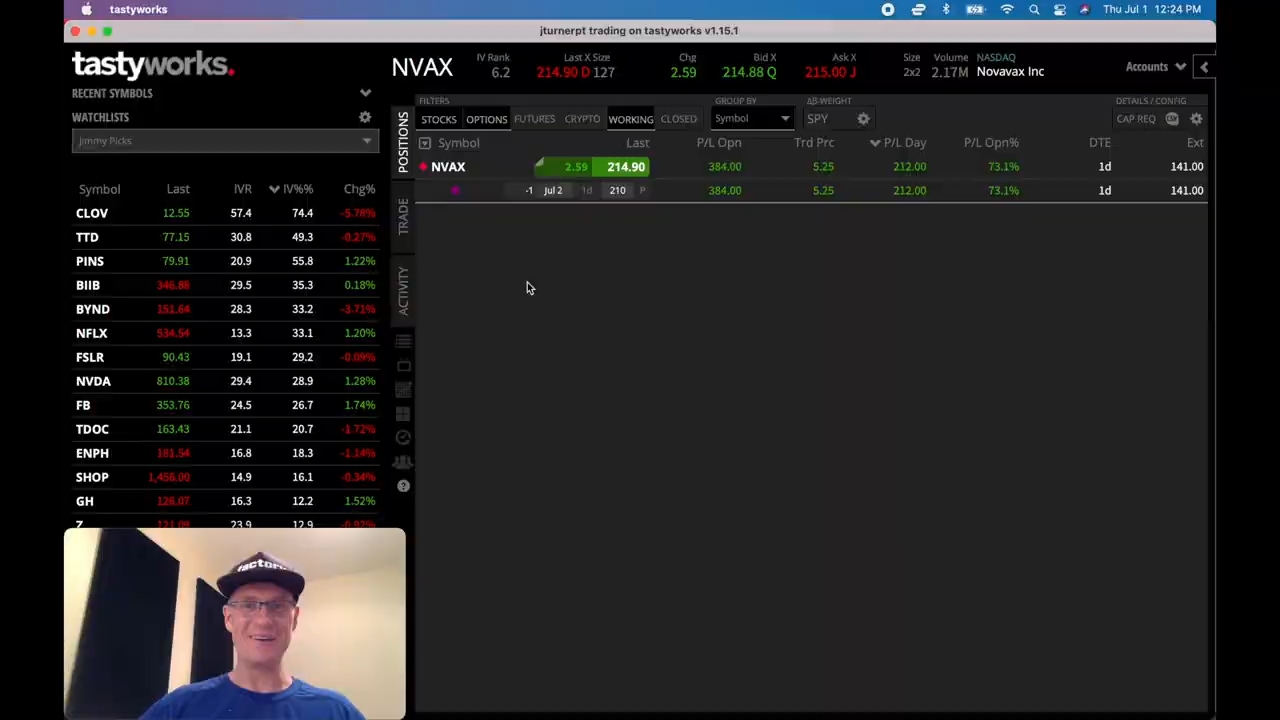 tastyworks
Thu Jul 1 12:24 PM
jturnerpt trading on tastyworks v1.15.1
tastyworks.
RECENT SYMBOLS
WATCHLISTS
Jimmy Picks
Symbol Last IVR IV%% Chg%
CLOV 12.55 57.4 74.4 -5.78%
TTD 77.15 30.8 49.3 -0.27%
PINS 79.91 20.9 55.8 1.22%
BIIB 346.88 29.5 35.3 0.18%
BYND 151.64 28.3 33.2 -3.71%
NFLX 534.54 13.3 33.1 1.20%
FSLR 90.43 19.1 29.2 -0.09%
NVDA 810.38 29.4 28.9 1.28%
FB 353.76 24.5 26.7 1.74%
TDOC 163.43 21.1 20.7 -1.72%
ENPH 181.54 16.8 18.3 -1.14%
SHOP 1,456.00 14.9 16.1 -0.34%
GH 126.07 16.3 12.2 1.52%
Z 121.09 23.9 12.9 -0.92%
NVAX
IV Rank Last X Size Chg Bid X Ask X Size Volume NASDAQ
6.2 214.90 D 127 2.59 214.88 Q 215.00 J 2x2 2.17M Novavax Inc
Accounts
POSITIONS
TRADE
ACTIVITY
FILTERS GROUP BY Δβ-WEIGHT DETAILS / CONFIG
STOCKS OPTIONS FUTURES CRYPTO WORKING CLOSED Symbol SPY CAP REQ CSV
Symbol Last P/L Opn Trd Prc P/L Day P/L Opn% DTE Ext
NVAX 2.59 214.90 384.00 5.25 212.00 73.1% 1d 141.00
-1 Jul 2 1d 210 P 384.00 5.25 212.00 73.1% 1d 141.00
?
factory